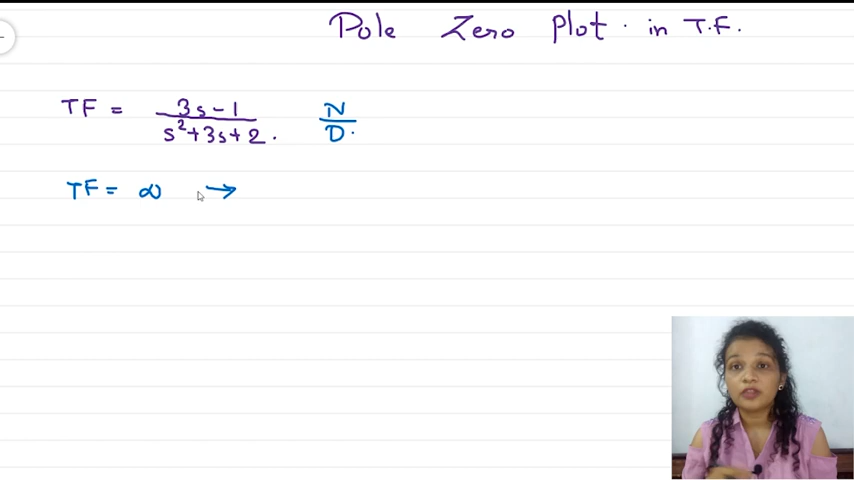 Pole Zero Plot. in T.F.
TF = 3s-1 / s²+3s+2. N / D.
TF = ∞ →